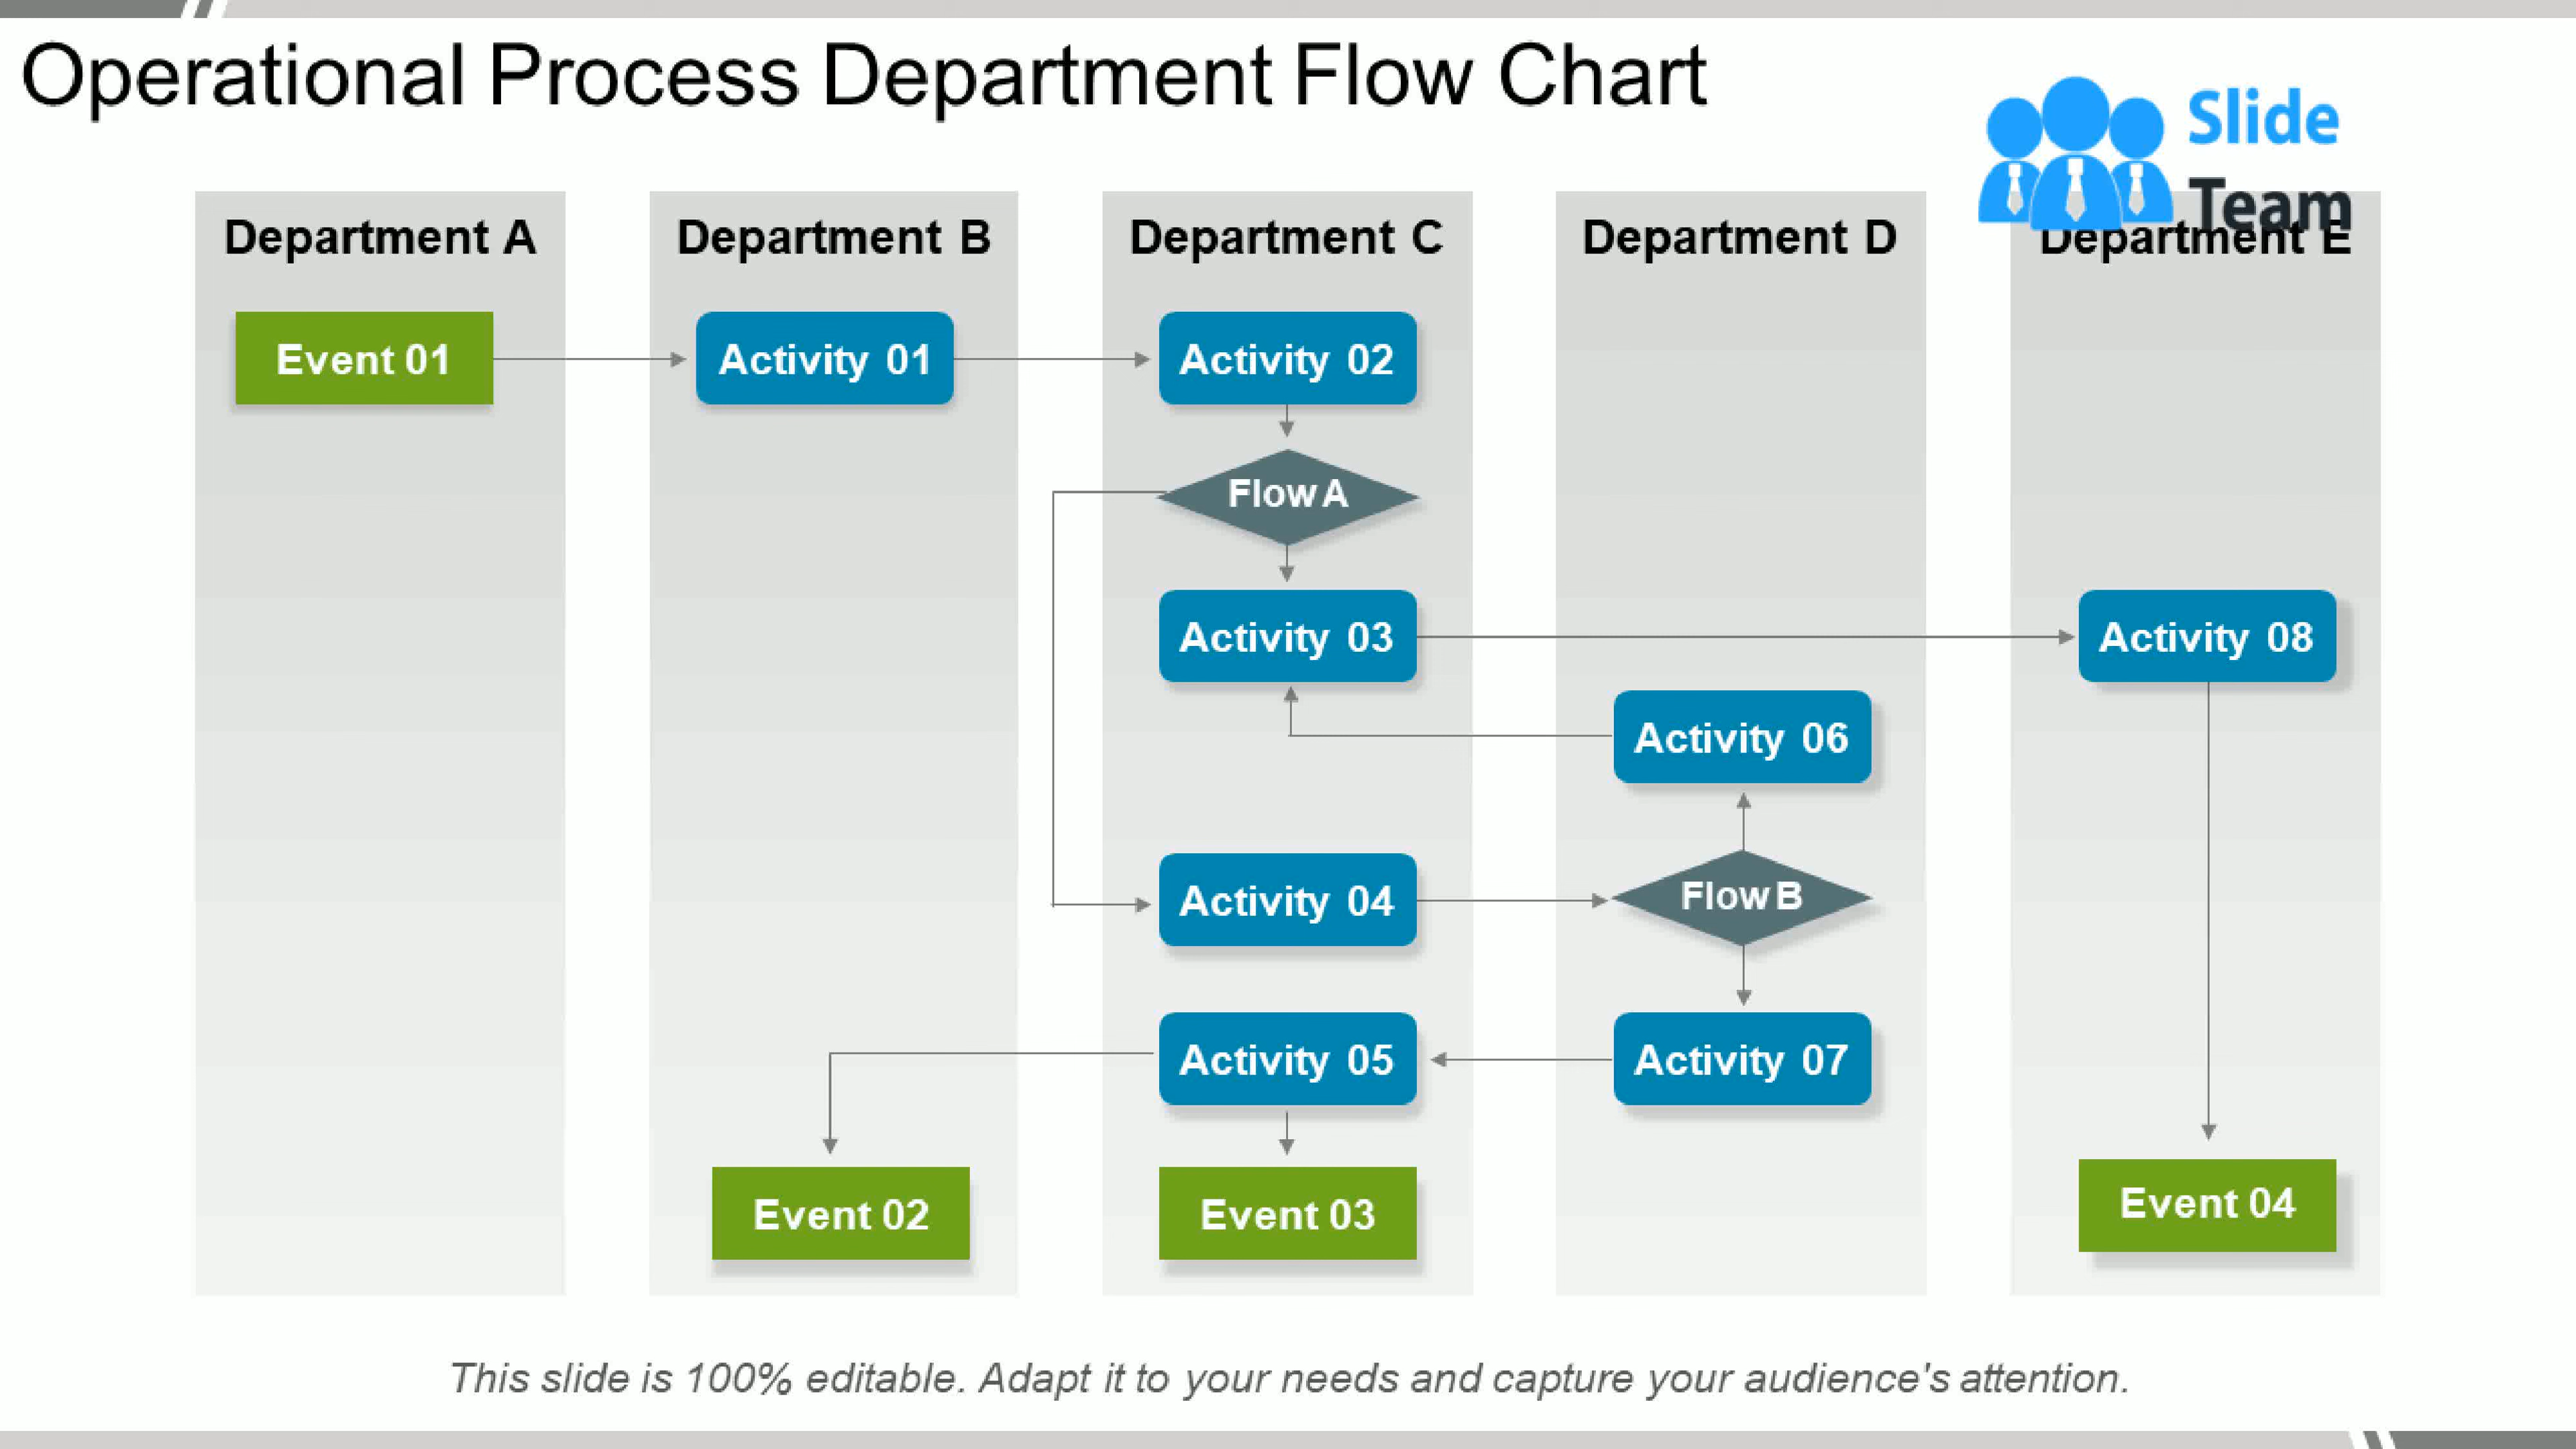 Operational Process Department Flow Chart
Slide
Team
Department A
Department B
Department C
Department D
Department E
Event 01
Activity 01
Activity 02
Flow A
Activity 03
Activity 08
Activity 06
Activity 04
Flow B
Activity 05
Activity 07
Event 02
Event 03
Event 04
This slide is 100% editable. Adapt it to your needs and capture your audience's attention.